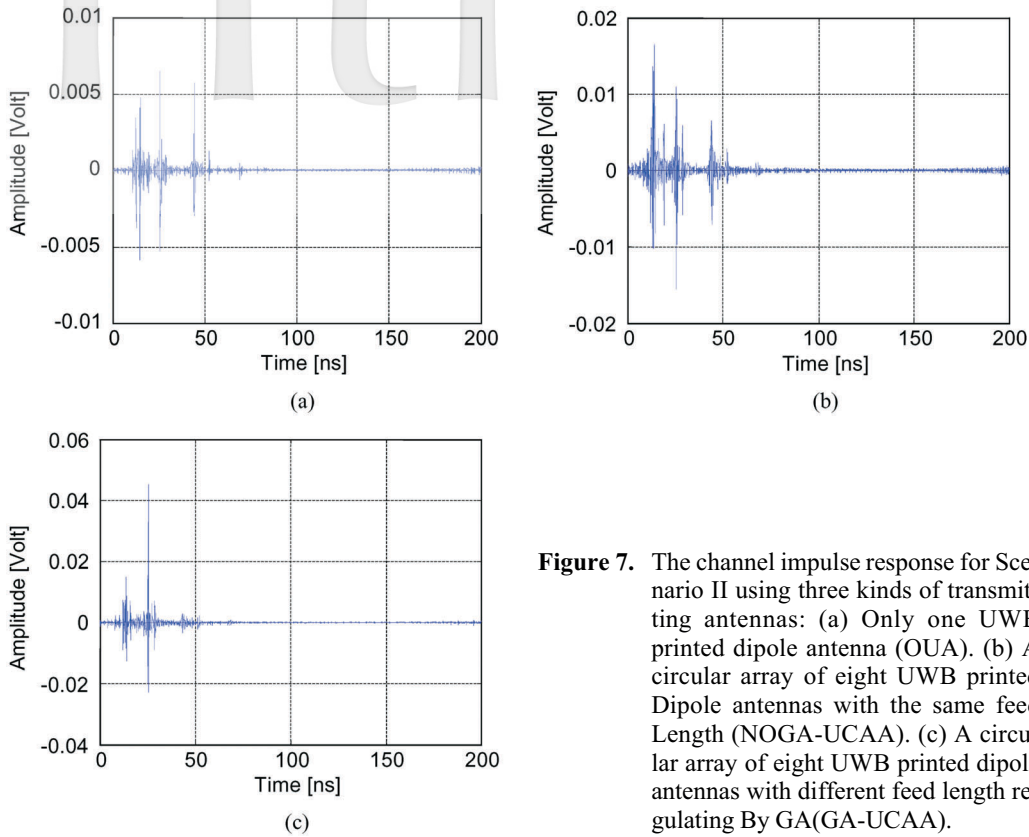 0.01
0.005
0
-0.005
-0.01
Amplitude [Volt]
0 50 100 150 200
Time [ns]
(a)
0.02
0.01
0
-0.01
-0.02
Amplitude [Volt]
0 50 100 150 200
Time [ns]
(b)
0.06
0.04
0.02
0
-0.02
-0.04
Amplitude [Volt]
0 50 100 150 200
Time [ns]
(c)
Figure 7. The channel impulse response for Sce
nario II using three kinds of transmit
ting antennas: (a) Only one UWB
printed dipole antenna (OUA). (b) A
circular array of eight UWB printed
Dipole antennas with the same feed
Length (NOGA-UCAA). (c) A circu
lar array of eight UWB printed dipol
antennas with different feed length re
gulating By GA(GA-UCAA).